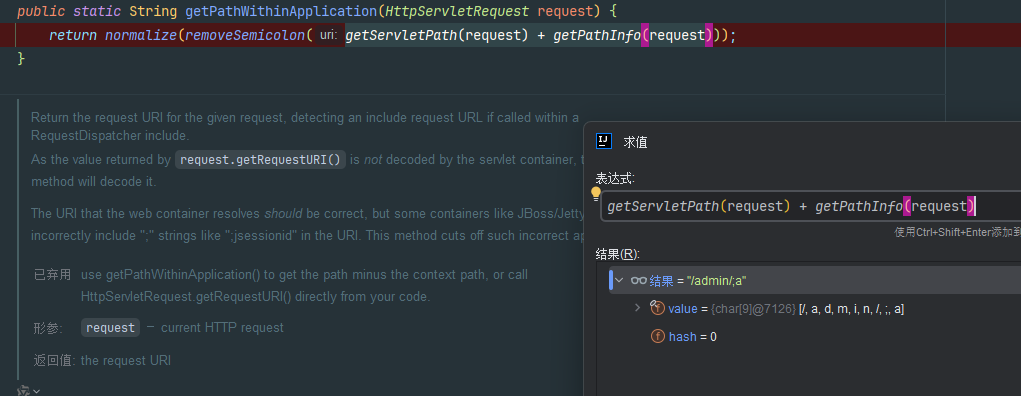 public static String getPathWithinApplication(HttpServletRequest request) {
return normalize(removeSemicolon( uri: getServletPath(request) + getPathInfo(request)));
}
Return the request URI for the given request, detecting an include request URL if called within a
RequestDispatcher include.
As the value returned by request.getRequestURI() is not decoded by the servlet container, t
method will decode it.
The URI that the web container resolves should be correct, but some containers like JBoss/Jetty
incorrectly include ";" strings like ";jsessionid" in the URI. This method cuts off such incorrect ap
已弃用 use getPathWithinApplication() to get the path minus the context path, or call
HttpServletRequest.getRequestURI() directly from your code.
形参: request – current HTTP request
返回值: the request URI
IJ 求值
表达式:
getServletPath(request) + getPathInfo(request)
使用Ctrl+Shift+Enter添加到
结果(R):
结果 = "/admin/;a"
f value = {char[9]@7126} [/, a, d, m, i, n, /, ;, a]
f hash = 0